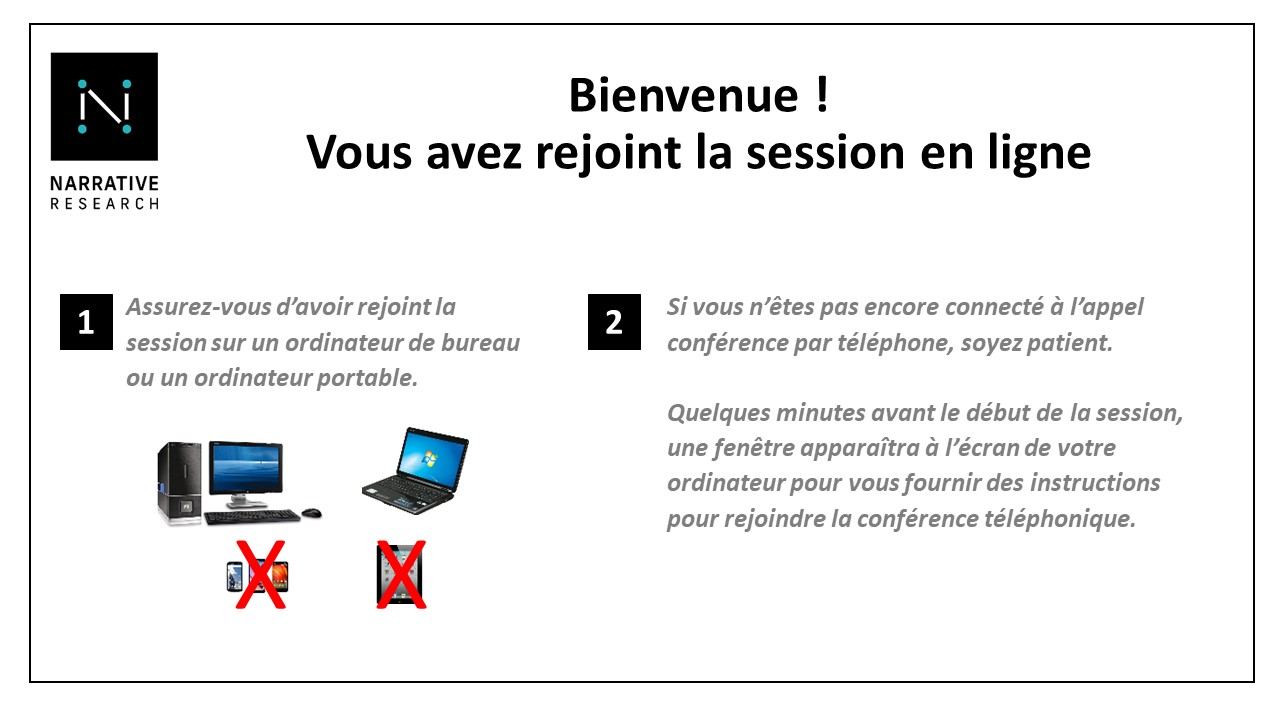 Bienvenue !
Vous avez rejoint la session en ligne
NARRATIVE
RESEARCH
1
Assurez-vous d’avoir rejoint la
session sur un ordinateur de bureau
ou un ordinateur portable.
2
Si vous n’êtes pas encore connecté à l’appel
conférence par téléphone, soyez patient.
Quelques minutes avant le début de la session,
une fenêtre apparaîtra à l’écran de votre
ordinateur pour vous fournir des instructions
pour rejoindre la conférence téléphonique.
X
X